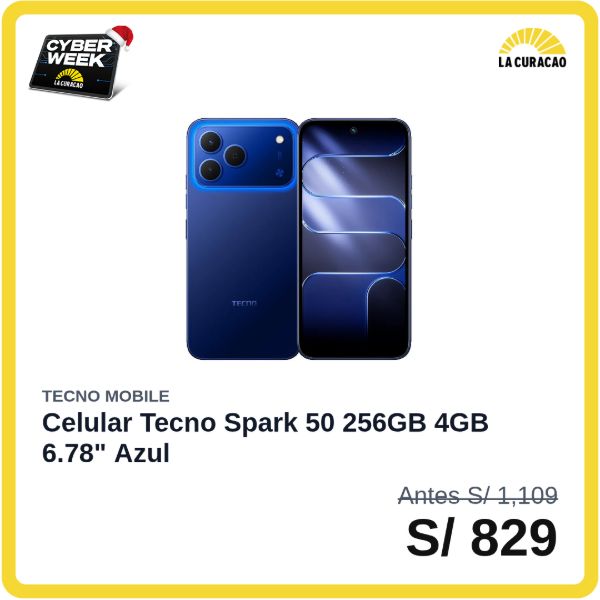 CYBER
WEEK
LA CURACAO
LA CURACAO
TECNO
TECNO MOBILE
Celular Tecno Spark 50 256GB 4GB
6.78" Azul
Antes S/ 1,109
S/ 829